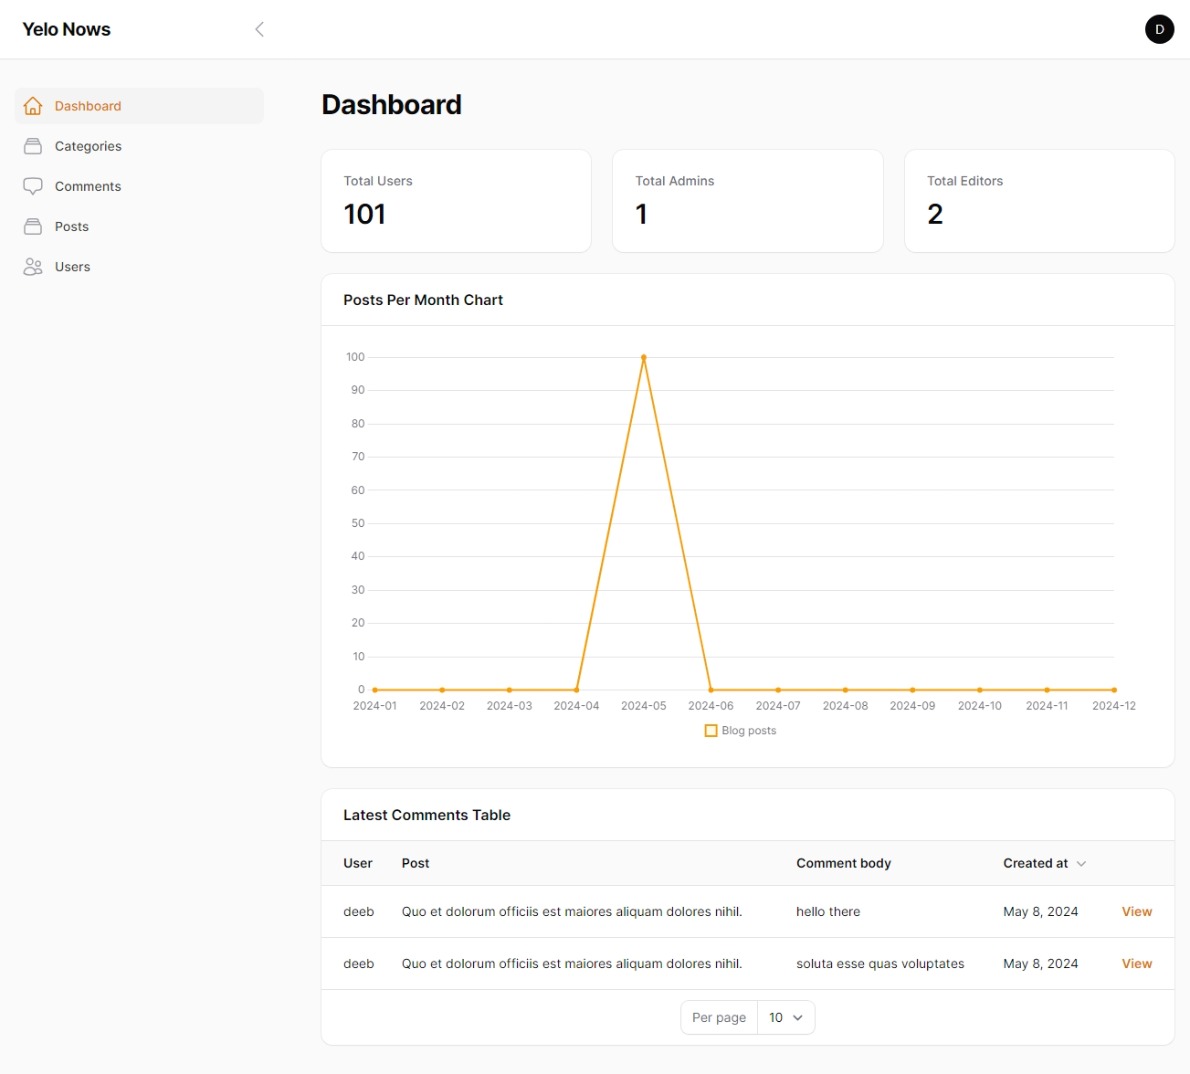 Yelo Nows
D
Dashboard
Categories
Comments
Posts
Users
Dashboard
Total Users
101
Total Admins
1
Total Editors
2
Posts Per Month Chart
100
90
80
70
60
50
40
30
20
10
0
2024-01 2024-02 2024-03 2024-04 2024-05 2024-06 2024-07 2024-08 2024-09 2024-10 2024-11 2024-12
Blog posts
Latest Comments Table
User Post Comment body Created at
deeb Quo et dolorum officiis est maiores aliquam dolores nihil. hello there May 8, 2024 View
deeb Quo et dolorum officiis est maiores aliquam dolores nihil. soluta esse quas voluptates May 8, 2024 View
Per page 10